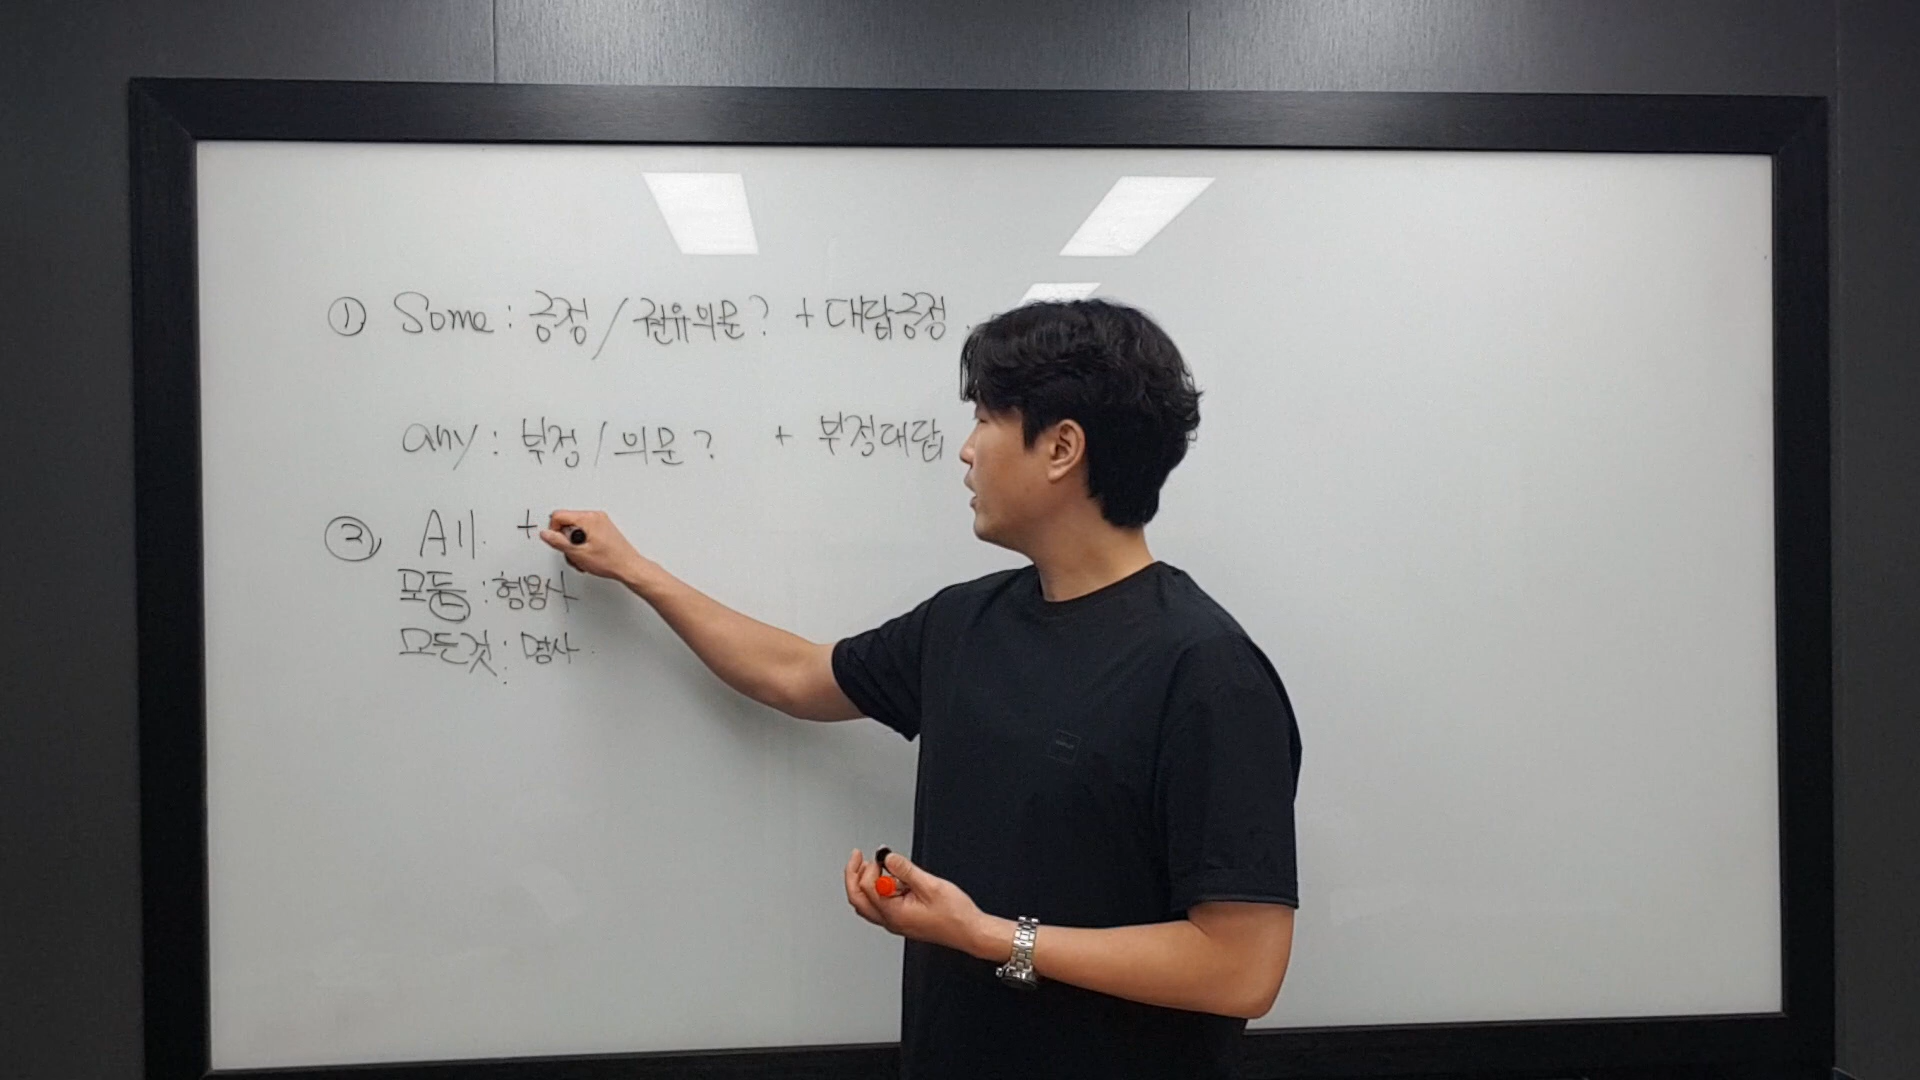 ① Some : 긍정 / 권유의문? + 대답긍정.
any : 부정 / 의문? + 부정대답
② All. +
모든 : 형용사
모든것 : 명사.